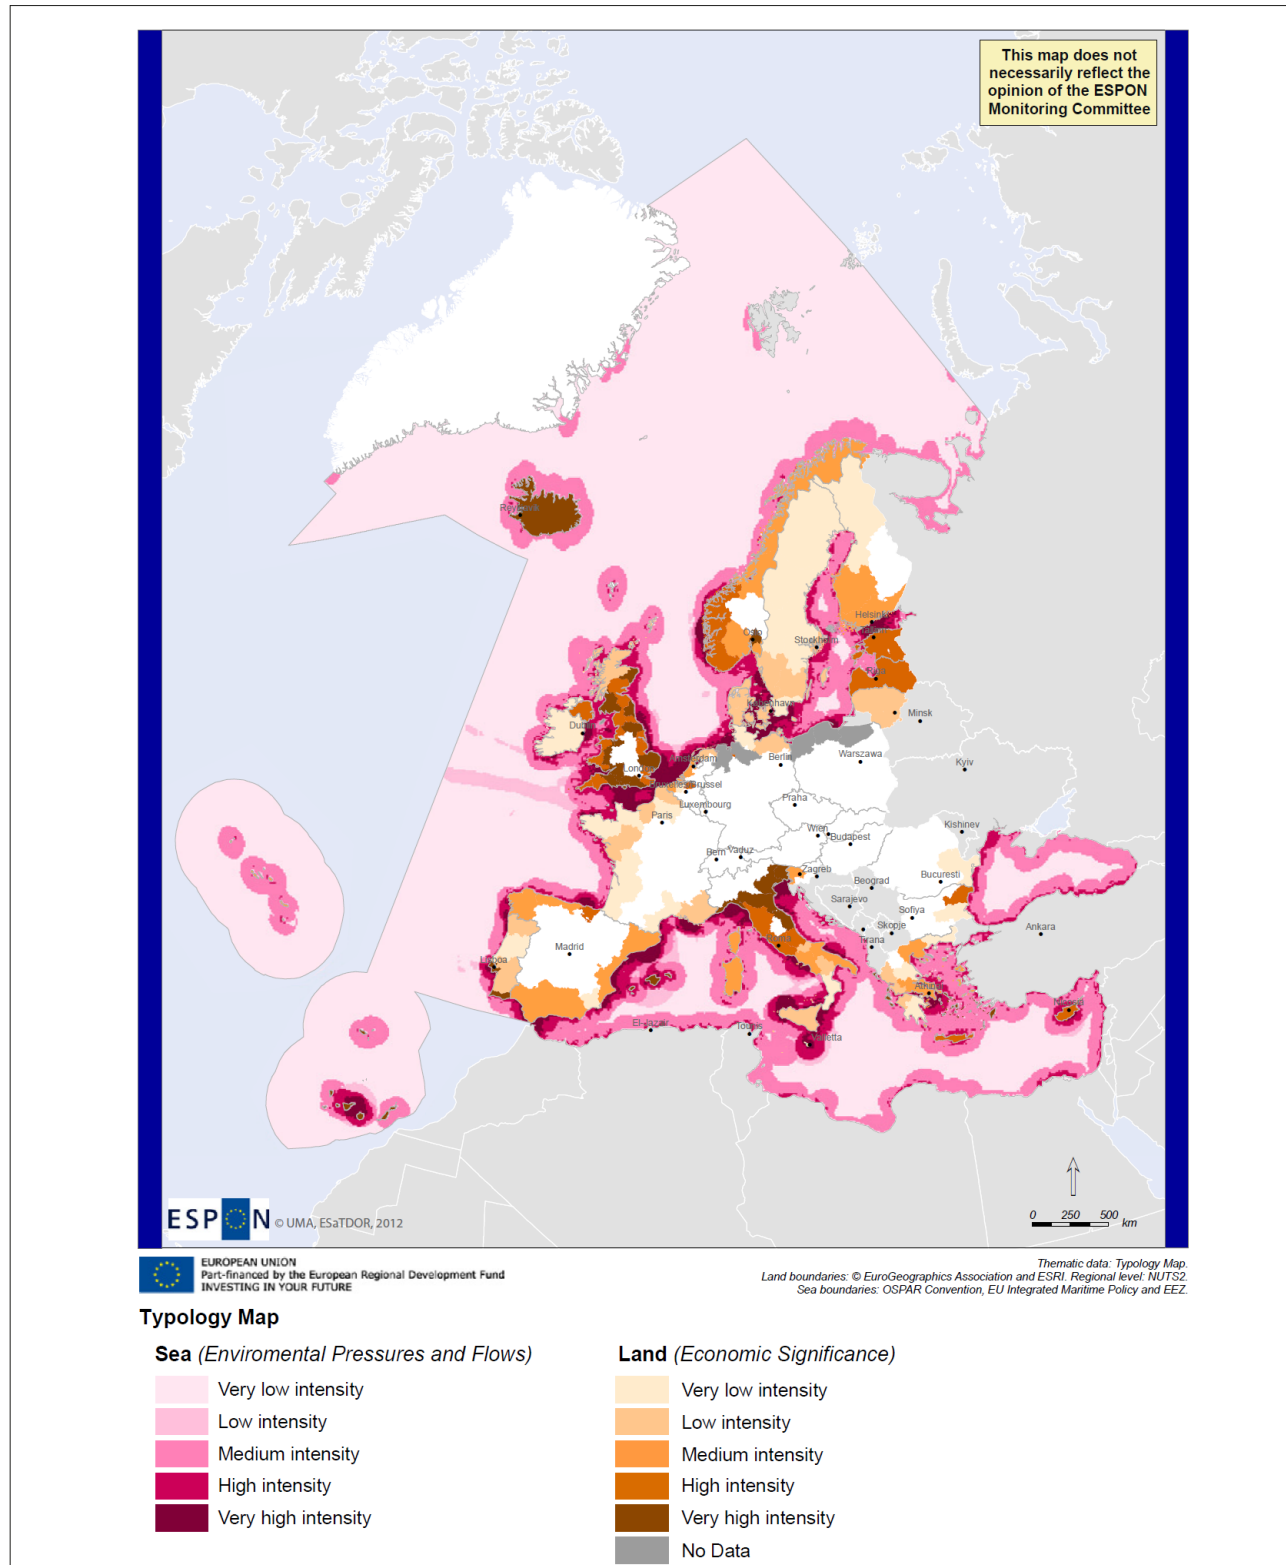 This map does not
necessarily reflect the
opinion of the ESPON
Monitoring Committee
Reykjavik
Helsinki
Oslo
Stockholm
Riga
København
Minsk
Dublin
Amsterdam
Berlin
Warszawa
London
Kyiv
Bruxelles/Brussel
Luxembourg
Praha
Paris
Kishinev
Wien
Budapest
Bern
Vaduz
Zagreb
Beograd
Bucuresti
Sarajevo
Sofiya
Skopje
Ankara
Madrid
Tirana
Lisboa
Roma
Athinai
Nicosia
El-Jazair
Tounis
Valletta
0 250 500
km
ESPON © UMA, ESaTDOR, 2012
EUROPEAN UNION
Part-financed by the European Regional Development Fund
INVESTING IN YOUR FUTURE
Thematic data: Typology Map.
Land boundaries: © EuroGeographics Association and ESRI. Regional level: NUTS2.
Sea boundaries: OSPAR Convention, EU Integrated Maritime Policy and EEZ.
Typology Map
Sea (Enviromental Pressures and Flows)
Very low intensity
Low intensity
Medium intensity
High intensity
Very high intensity
Land (Economic Significance)
Very low intensity
Low intensity
Medium intensity
High intensity
Very high intensity
No Data